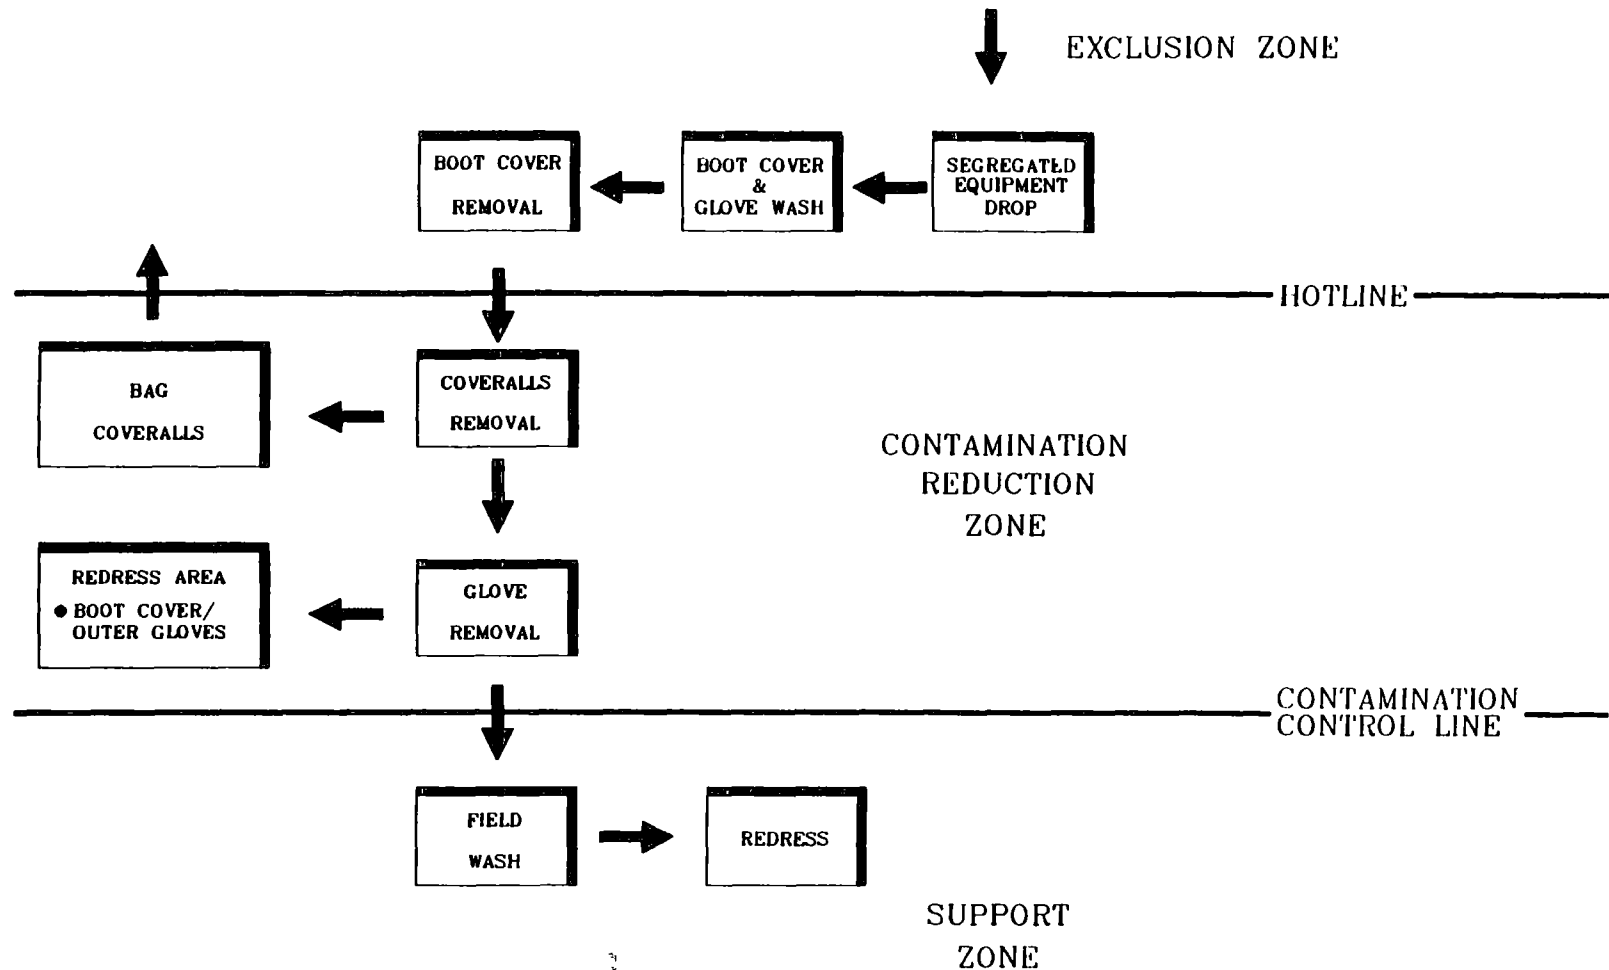 EXCLUSION ZONE
BOOT COVER
REMOVAL
BOOT COVER
&
GLOVE WASH
SEGREGATED
EQUIPMENT
DROP
HOTLINE
BAG
COVERALLS
COVERALLS
REMOVAL
CONTAMINATION
REDUCTION
ZONE
REDRESS AREA
● BOOT COVER/
OUTER GLOVES
GLOVE
REMOVAL
CONTAMINATION
CONTROL LINE
FIELD
WASH
REDRESS
SUPPORT
ZONE